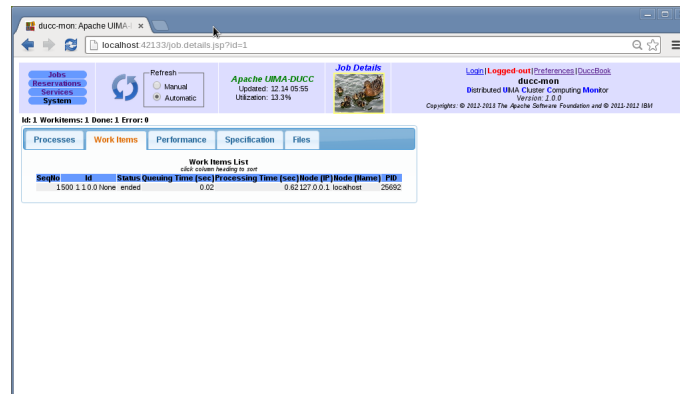 ducc-mon: Apache UIMA-
localhost:42133/job.details.jsp?id=1
Jobs
Reservations
Services
System
Refresh
Manual
Automatic
Apache UIMA-DUCC
Updated: 12.14 05:55
Utilization: 13.3%
Job Details
Login|Logged-out|Preferences|DuccBook
ducc-mon
Distributed UIMA Cluster Computing Monitor
Version: 1.0.0
Copyrights: © 2012-2013 The Apache Software Foundation and © 2011-2012 IBM
Id: 1 Workitems: 1 Done: 1 Error: 0
Processes Work Items Performance Specification Files
Work Items List
click column heading to sort
SeqNo Id Status Queuing Time (sec) Processing Time (sec) Node (IP) Node (Name) PID
1 500 1 1 0.0 None ended 0.02 0.62 127.0.0.1 localhost 25692